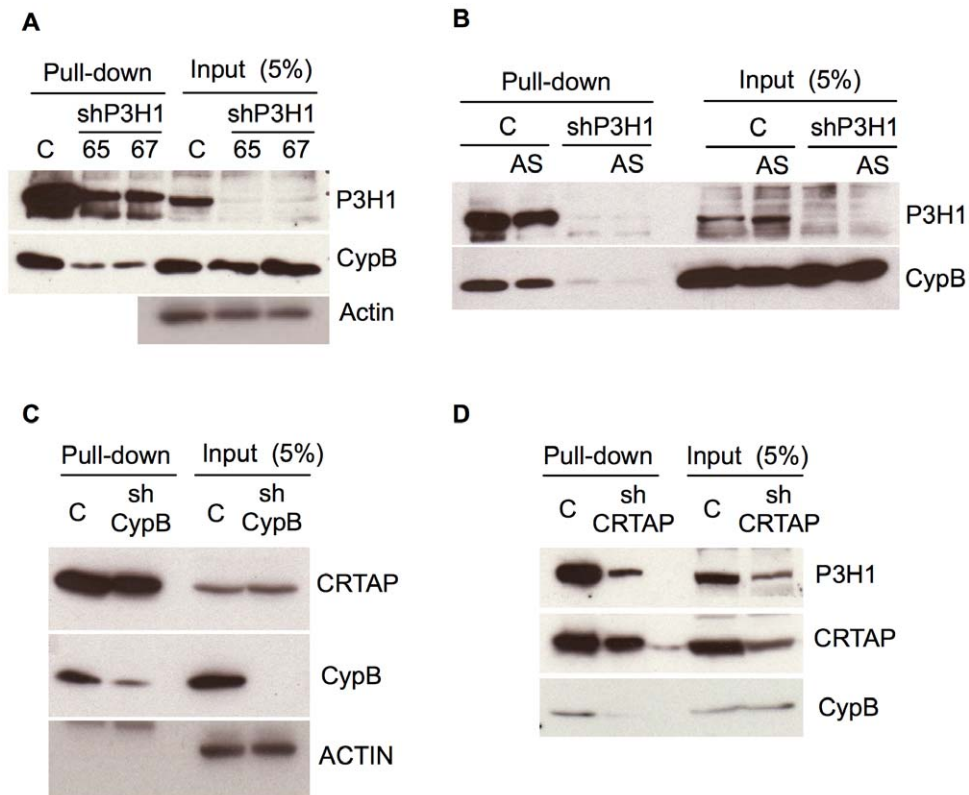 A
Pull-down Input (5%)
shP3H1 shP3H1
C 65 67 C 65 67
P3H1
CypB
Actin
B
Pull-down Input (5%)
C shP3H1 C shP3H1
AS AS AS AS
P3H1
CypB
C
Pull-down Input (5%)
C sh CypB C sh CypB
CRTAP
CypB
ACTIN
D
Pull-down Input (5%)
C sh CRTAP C sh CRTAP
P3H1
CRTAP
CypB